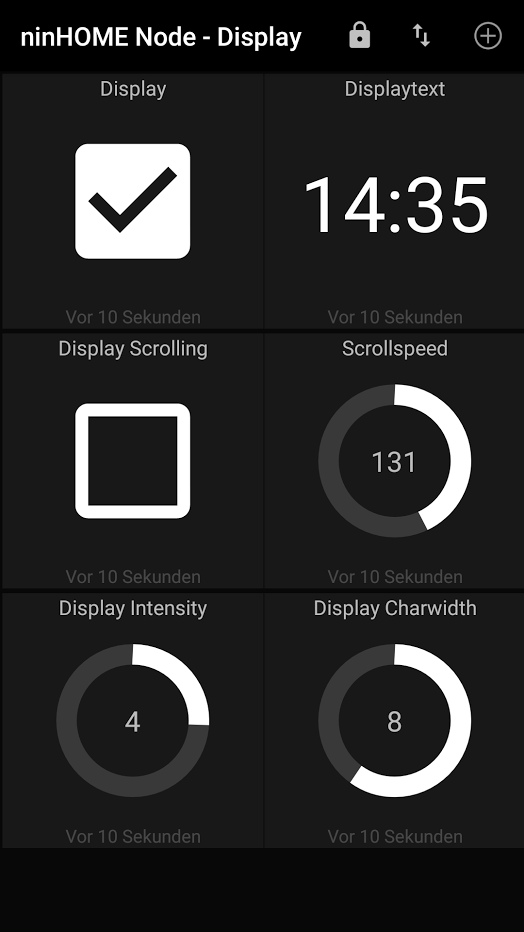 ninHOME Node - Display
Display
Displaytext
14:35
Vor 10 Sekunden
Vor 10 Sekunden
Display Scrolling
Scrollspeed
131
Vor 10 Sekunden
Vor 10 Sekunden
Display Intensity
Display Charwidth
4
8
Vor 10 Sekunden
Vor 10 Sekunden